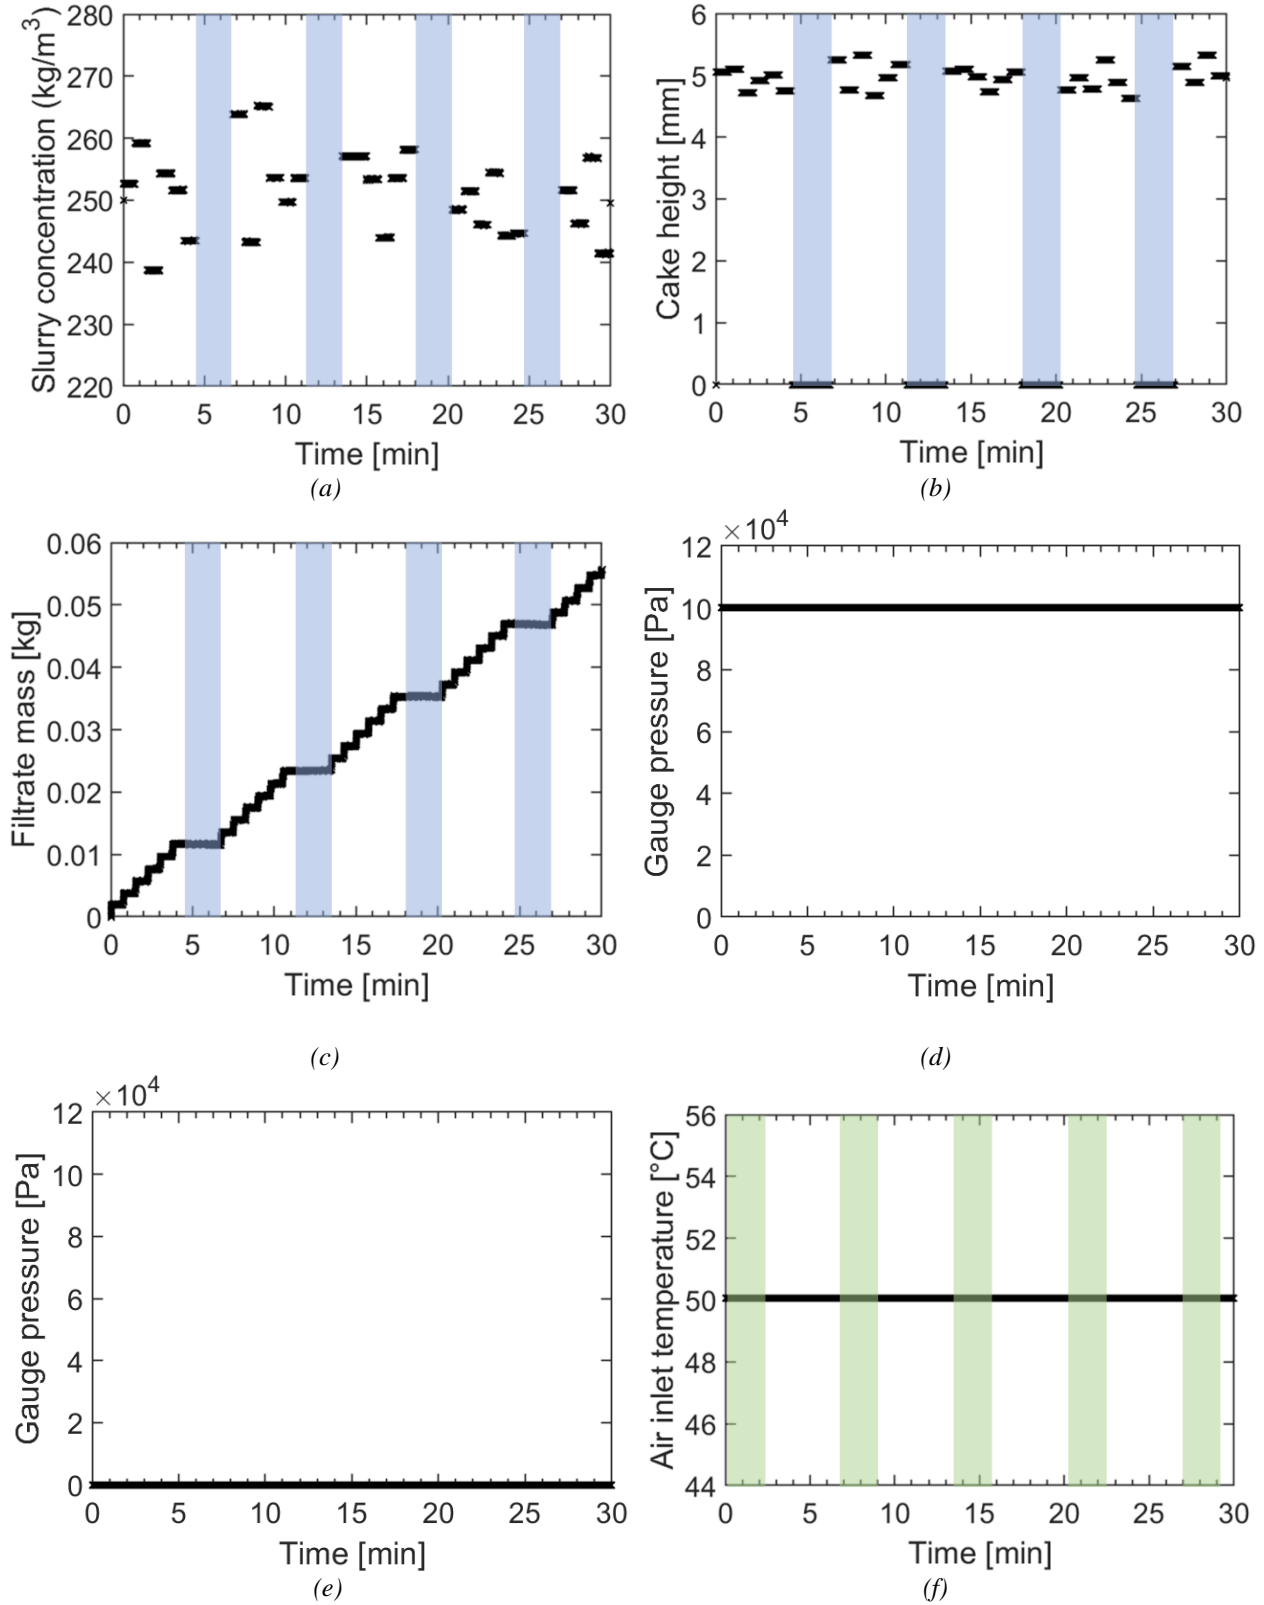 280
270
260
250
240
230
220
Slurry concentration (kg/m³)
0 5 10 15 20 25 30
Time [min]
(a)
6
5
4
3
2
1
0
Cake height [mm]
0 5 10 15 20 25 30
Time [min]
(b)
0.06
0.05
0.04
0.03
0.02
0.01
0
Filtrate mass [kg]
0 5 10 15 20 25 30
Time [min]
(c)
×10⁴
12
10
8
6
4
2
0
Gauge pressure [Pa]
0 5 10 15 20 25 30
Time [min]
(d)
×10⁴
12
10
8
6
4
2
0
Gauge pressure [Pa]
0 5 10 15 20 25 30
Time [min]
(e)
56
54
52
50
48
46
44
Air inlet temperature [°C]
0 5 10 15 20 25 30
Time [min]
(f)